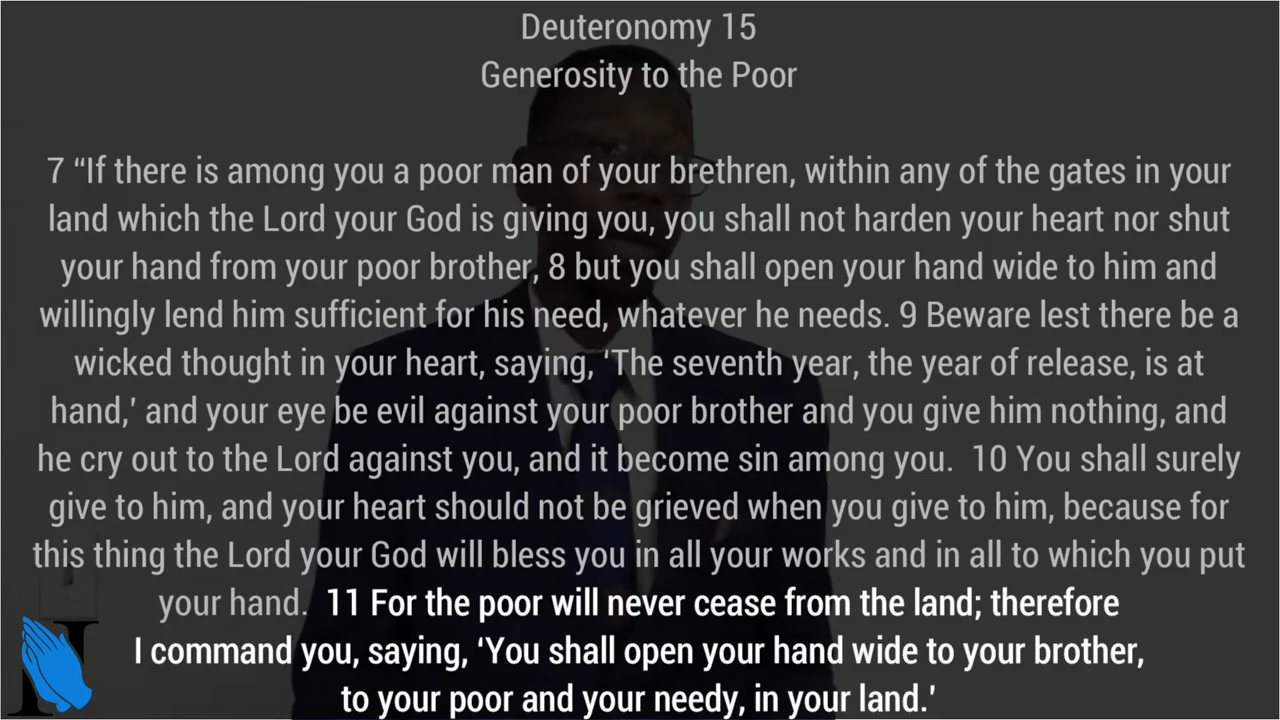 Deuteronomy 15
Generosity to the Poor
7 “If there is among you a poor man of your brethren, within any of the gates in your
land which the Lord your God is giving you, you shall not harden your heart nor shut
your hand from your poor brother, 8 but you shall open your hand wide to him and
willingly lend him sufficient for his need, whatever he needs. 9 Beware lest there be a
wicked thought in your heart, saying, ‘The seventh year, the year of release, is at
hand,’ and your eye be evil against your poor brother and you give him nothing, and
he cry out to the Lord against you, and it become sin among you.  10 You shall surely
give to him, and your heart should not be grieved when you give to him, because for
this thing the Lord your God will bless you in all your works and in all to which you put
your hand.  11 For the poor will never cease from the land; therefore
I command you, saying, ‘You shall open your hand wide to your brother,
to your poor and your needy, in your land.’